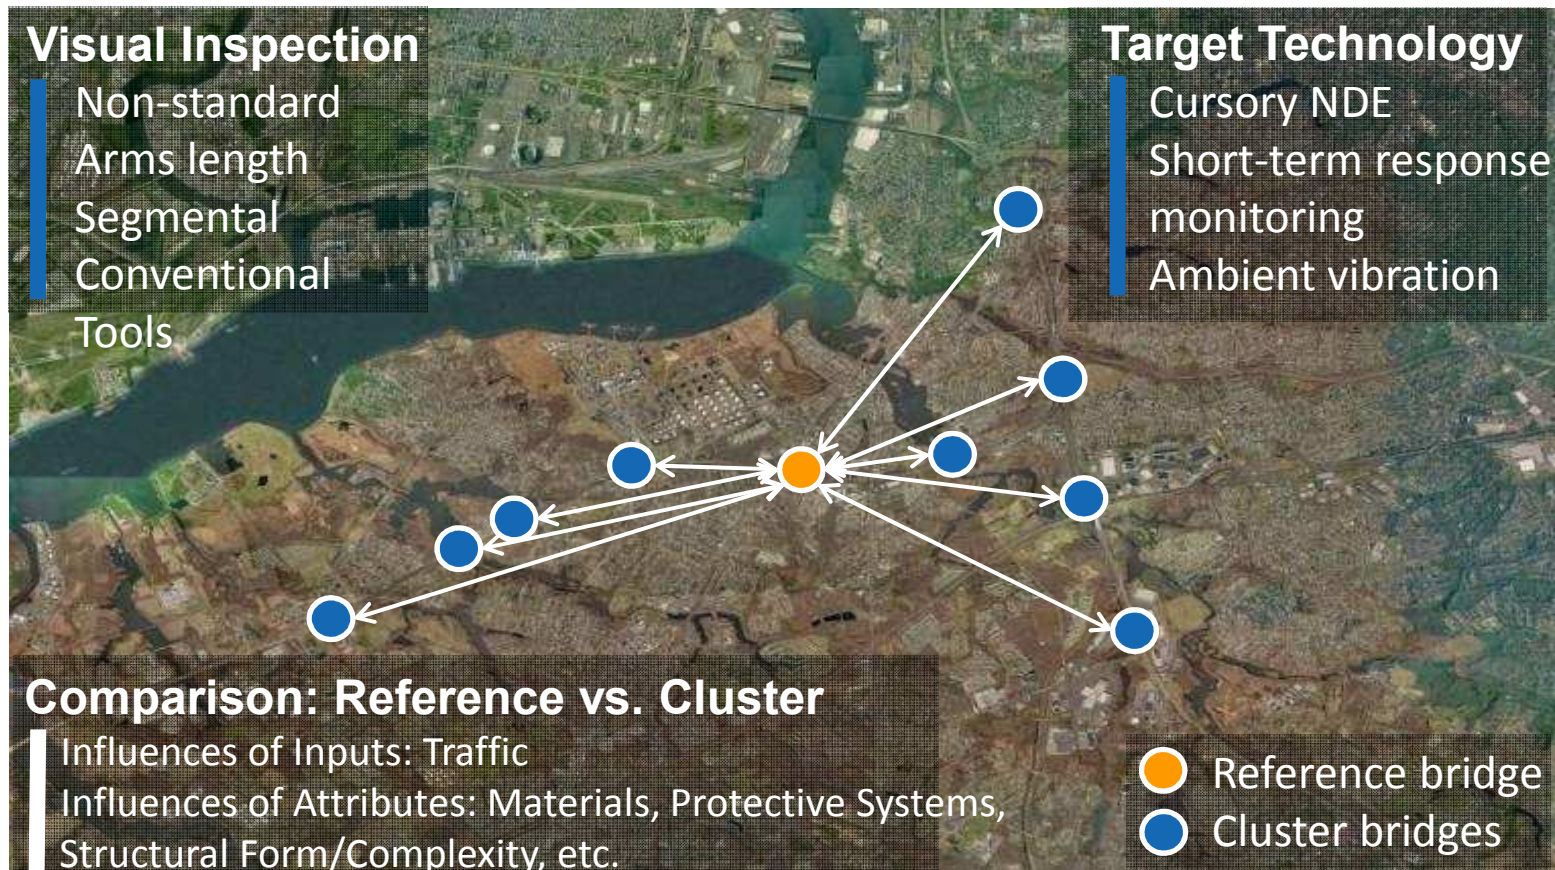 Visual Inspection
Non-standard
Arms length
Segmental
Conventional
Tools
Target Technology
Cursory NDE
Short-term response
monitoring
Ambient vibration
Comparison: Reference vs. Cluster
Influences of Inputs: Traffic
Influences of Attributes: Materials, Protective Systems,
Structural Form/Complexity, etc.
Reference bridge
Cluster bridges